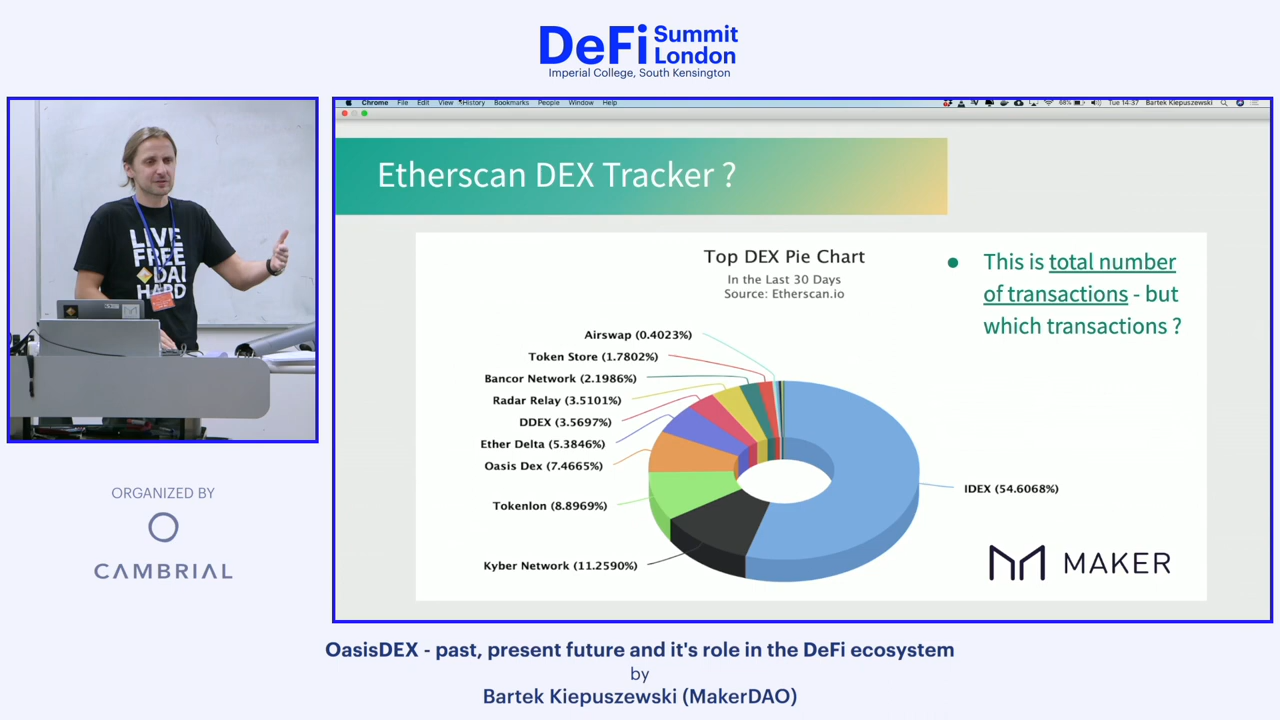 DeFi Summit London
Imperial College, South Kensington
LIVE
FREE
DAI
HARD
Chrome File Edit View History Bookmarks People Window Help
68% Tue 14:37 Bartek Kiepuszewski
Etherscan DEX Tracker ?
Top DEX Pie Chart
In the Last 30 Days
Source: Etherscan.io
Airswap (0.4023%)
Token Store (1.7802%)
Bancor Network (2.1986%)
Radar Relay (3.5101%)
DDEX (3.5697%)
Ether Delta (5.3846%)
Oasis Dex (7.4665%)
Tokenlon (8.8969%)
Kyber Network (11.2590%)
IDEX (54.6068%)
This is total number
of transactions - but
which transactions ?
MAKER
ORGANIZED BY
CAMBRIAL
OasisDEX - past, present future and it's role in the DeFi ecosystem
by
Bartek Kiepuszewski (MakerDAO)